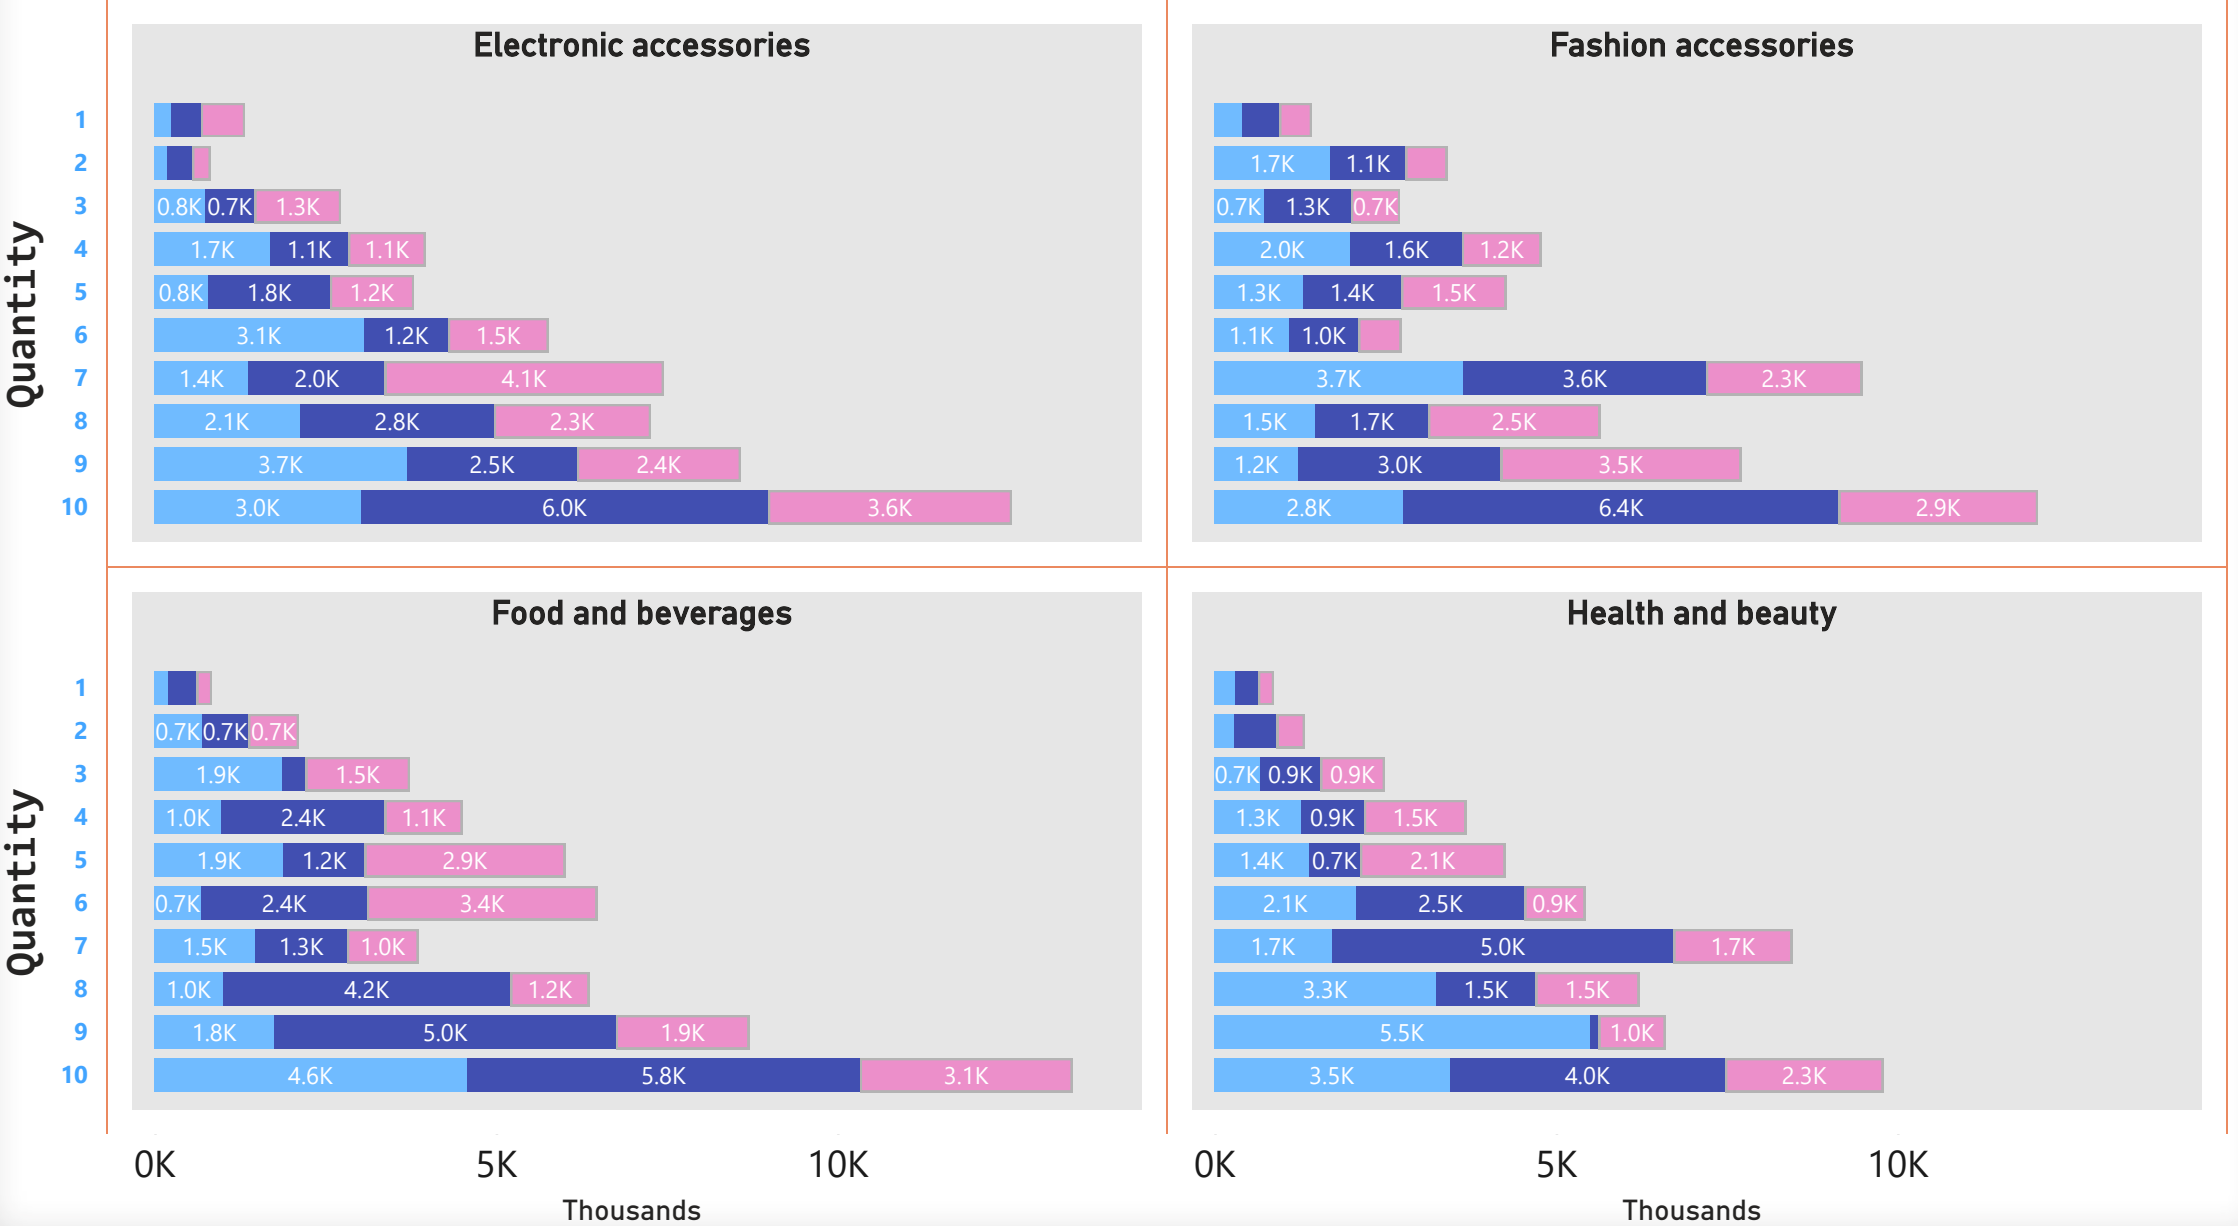 Electronic accessories
Fashion accessories
Quantity
1
2 1.7K 1.1K
3 0.8K 0.7K 1.3K 0.7K 1.3K 0.7K
4 1.7K 1.1K 1.1K 2.0K 1.6K 1.2K
5 0.8K 1.8K 1.2K 1.3K 1.4K 1.5K
6 3.1K 1.2K 1.5K 1.1K 1.0K
7 1.4K 2.0K 4.1K 3.7K 3.6K 2.3K
8 2.1K 2.8K 2.3K 1.5K 1.7K 2.5K
9 3.7K 2.5K 2.4K 1.2K 3.0K 3.5K
10 3.0K 6.0K 3.6K 2.8K 6.4K 2.9K
Food and beverages
Health and beauty
Quantity
1
2 0.7K 0.7K 0.7K
3 1.9K 1.5K 0.7K 0.9K 0.9K
4 1.0K 2.4K 1.1K 1.3K 0.9K 1.5K
5 1.9K 1.2K 2.9K 1.4K 0.7K 2.1K
6 0.7K 2.4K 3.4K 2.1K 2.5K 0.9K
7 1.5K 1.3K 1.0K 1.7K 5.0K 1.7K
8 1.0K 4.2K 1.2K 3.3K 1.5K 1.5K
9 1.8K 5.0K 1.9K 5.5K 1.0K
10 4.6K 5.8K 3.1K 3.5K 4.0K 2.3K
0K 5K 10K 0K 5K 10K
Thousands Thousands